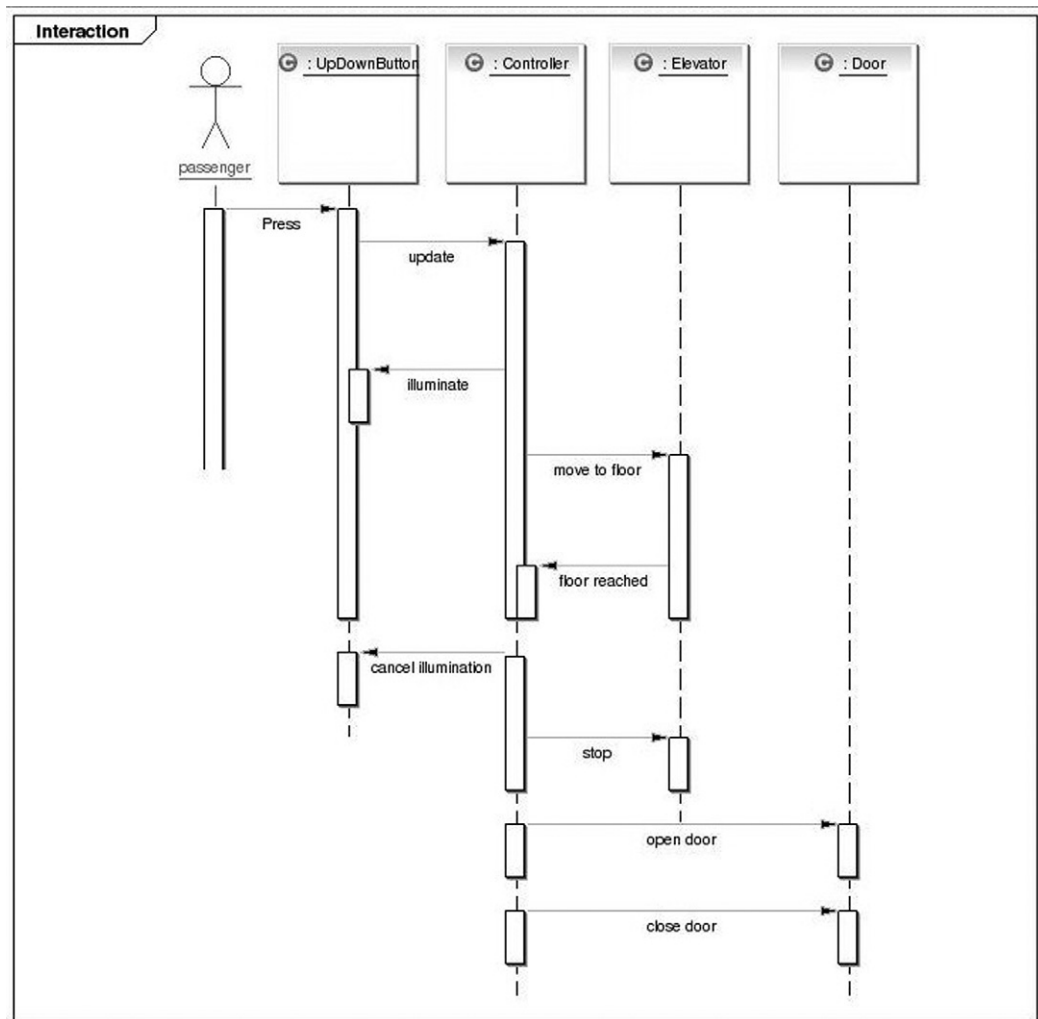 Interaction
C : UpDownButton
C : Controller
C : Elevator
C : Door
passenger
Press
update
illuminate
move to floor
floor reached
cancel illumination
stop
open door
close door